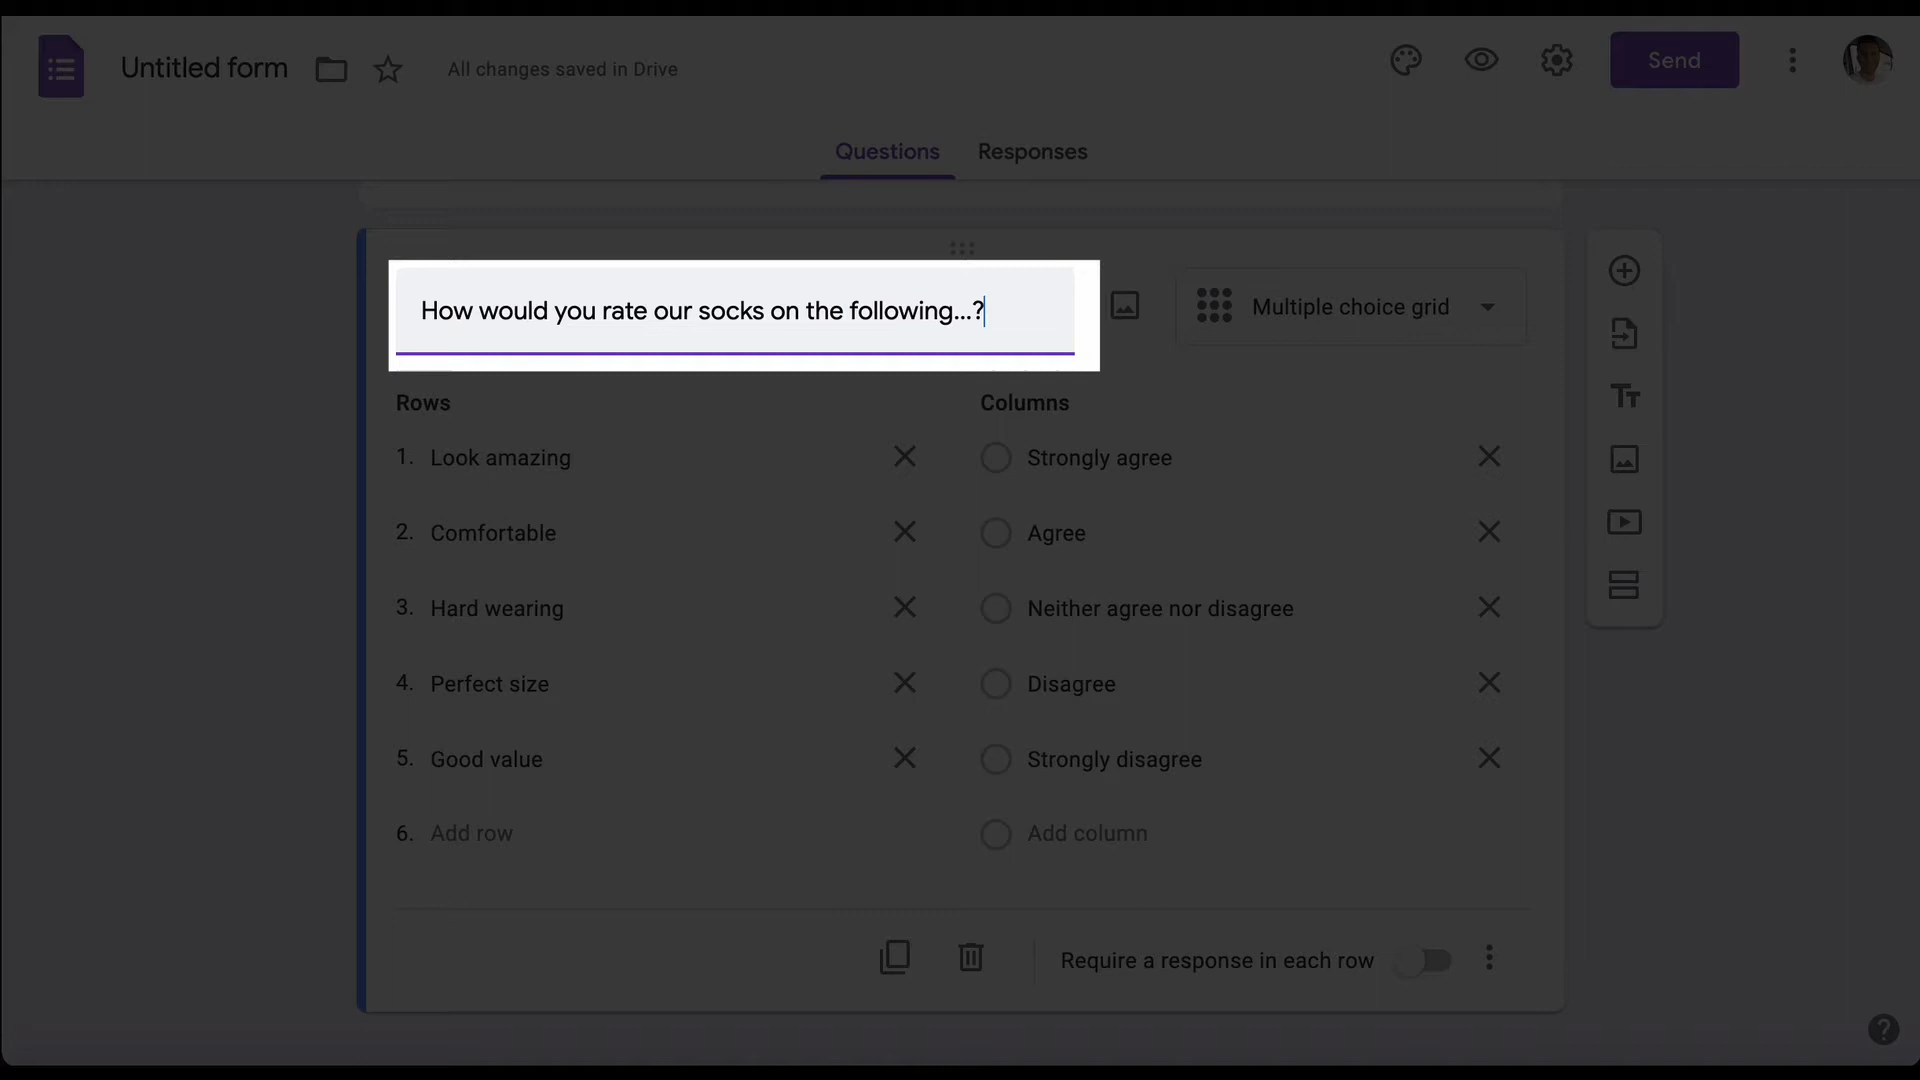 Untitled form
All changes saved in Drive
Send
Questions Responses
How would you rate our socks on the following...?
Multiple choice grid
Rows Columns
1. Look amazing Strongly agree
2. Comfortable Agree
3. Hard wearing Neither agree nor disagree
4. Perfect size Disagree
5. Good value Strongly disagree
6. Add row Add column
Require a response in each row